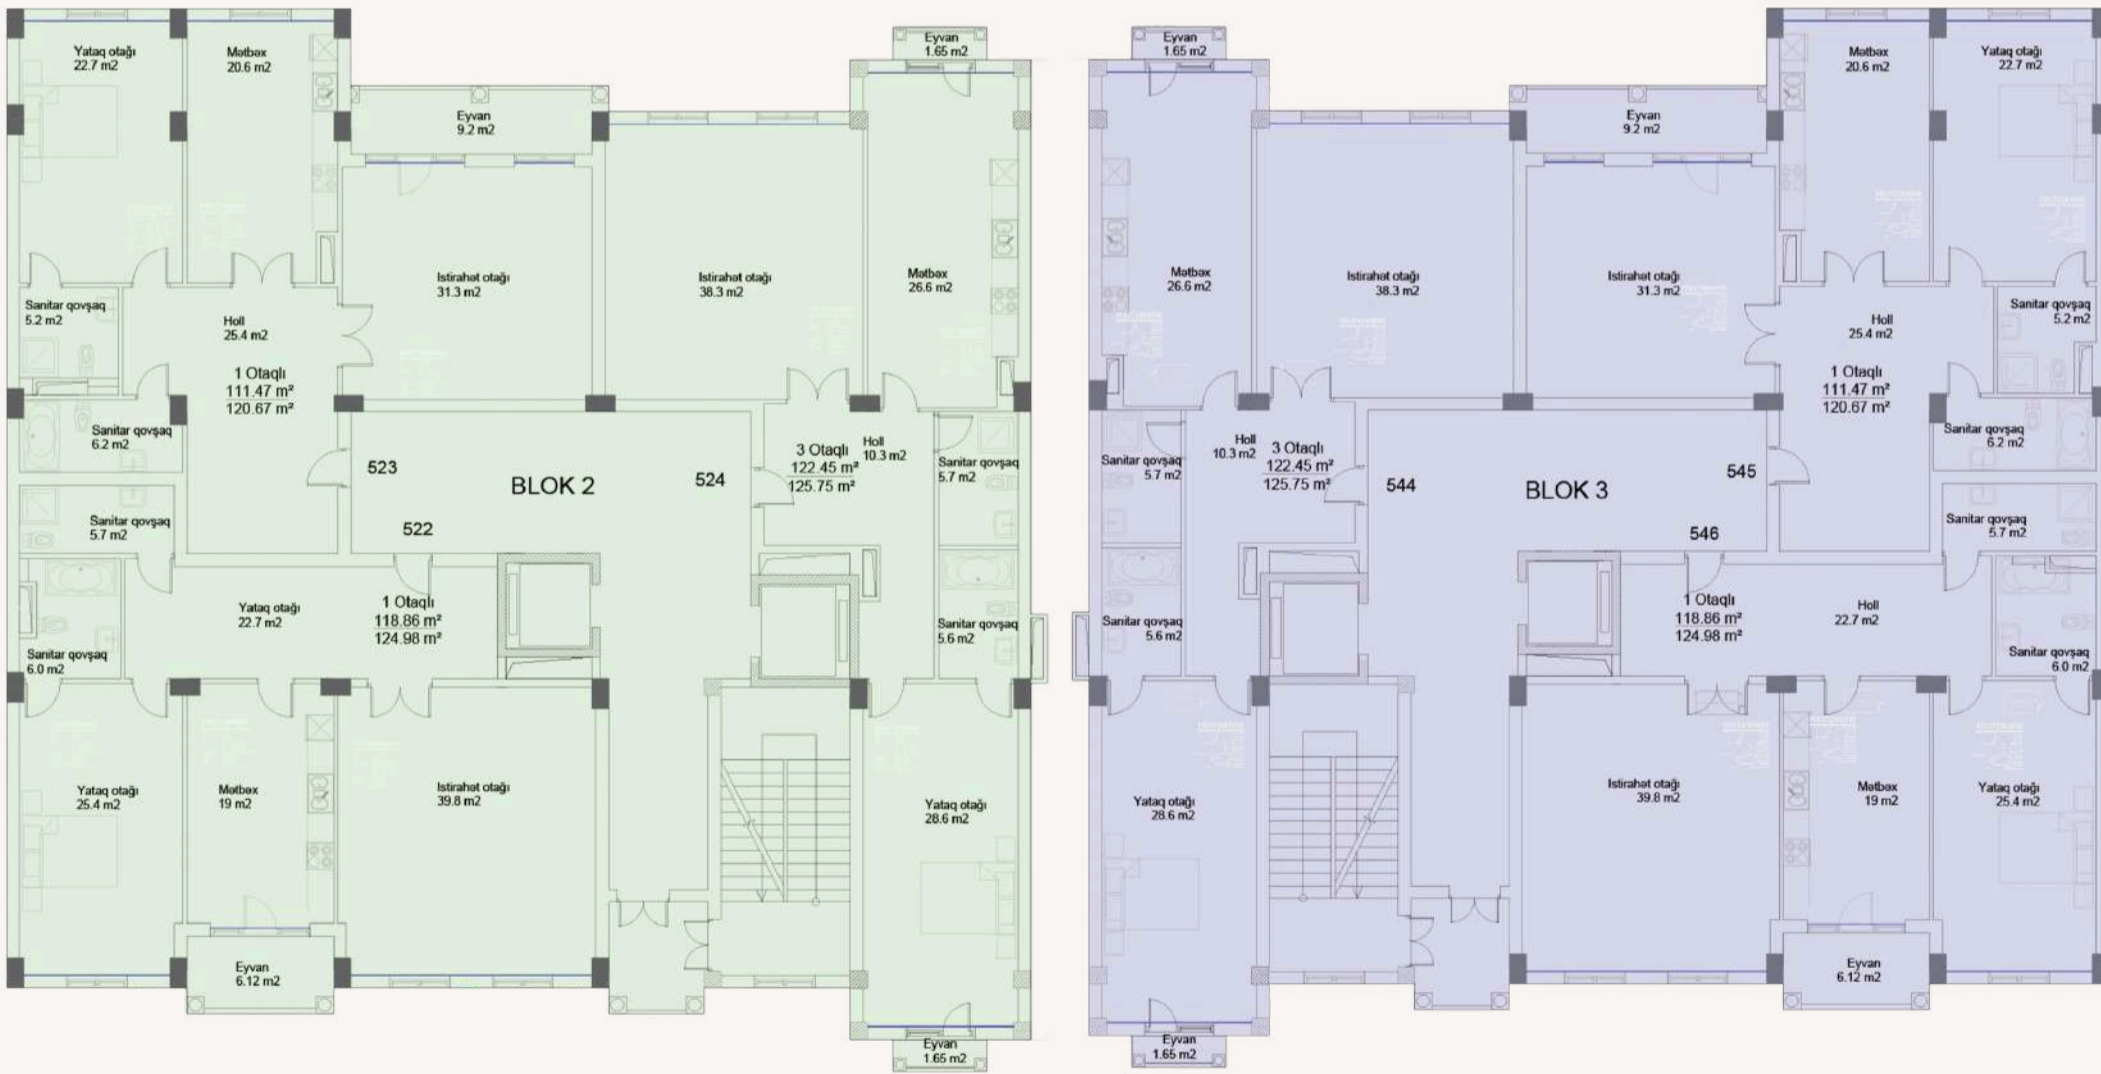 Yataq otağı
22.7 m2
Mətbəx
20.6 m2
Eyvan
9.2 m2
Eyvan
1.65 m2
Istirahət otağı
31.3 m2
Istirahət otağı
38.3 m2
Mətbəx
26.6 m2
Sanitar qovşaq
5.2 m2
Holl
25.4 m2
1 Otaqlı
111.47 m²
120.67 m²
Sanitar qovşaq
6.2 m2
523
BLOK 2
524
522
3 Otaqlı
122.45 m²
125.75 m²
Holl
10.3 m2
Sanitar qovşaq
5.7 m2
Sanitar qovşaq
5.7 m2
Yataq otağı
22.7 m2
1 Otaqlı
118.86 m²
124.98 m²
Sanitar qovşaq
6.0 m2
Sanitar qovşaq
5.6 m2
Yataq otağı
25.4 m2
Mətbəx
19 m2
Istirahət otağı
39.8 m2
Yataq otağı
28.6 m2
Eyvan
6.12 m2
Eyvan
1.65 m2
Eyvan
1.65 m2
Eyvan
9.2 m2
Mətbəx
20.6 m2
Yataq otağı
22.7 m2
Mətbəx
26.6 m2
Istirahət otağı
38.3 m2
Istirahət otağı
31.3 m2
Holl
25.4 m2
Sanitar qovşaq
5.2 m2
1 Otaqlı
111.47 m²
120.67 m²
Sanitar qovşaq
6.2 m2
Sanitar qovşaq
5.7 m2
Holl
10.3 m2
3 Otaqlı
122.45 m²
125.75 m²
544
BLOK 3
545
546
Sanitar qovşaq
5.7 m2
Sanitar qovşaq
5.6 m2
1 Otaqlı
118.86 m²
124.98 m²
Holl
22.7 m2
Sanitar qovşaq
6.0 m2
Yataq otağı
28.6 m2
Istirahət otağı
39.8 m2
Mətbəx
19 m2
Yataq otağı
25.4 m2
Eyvan
6.12 m2
Eyvan
1.65 m2